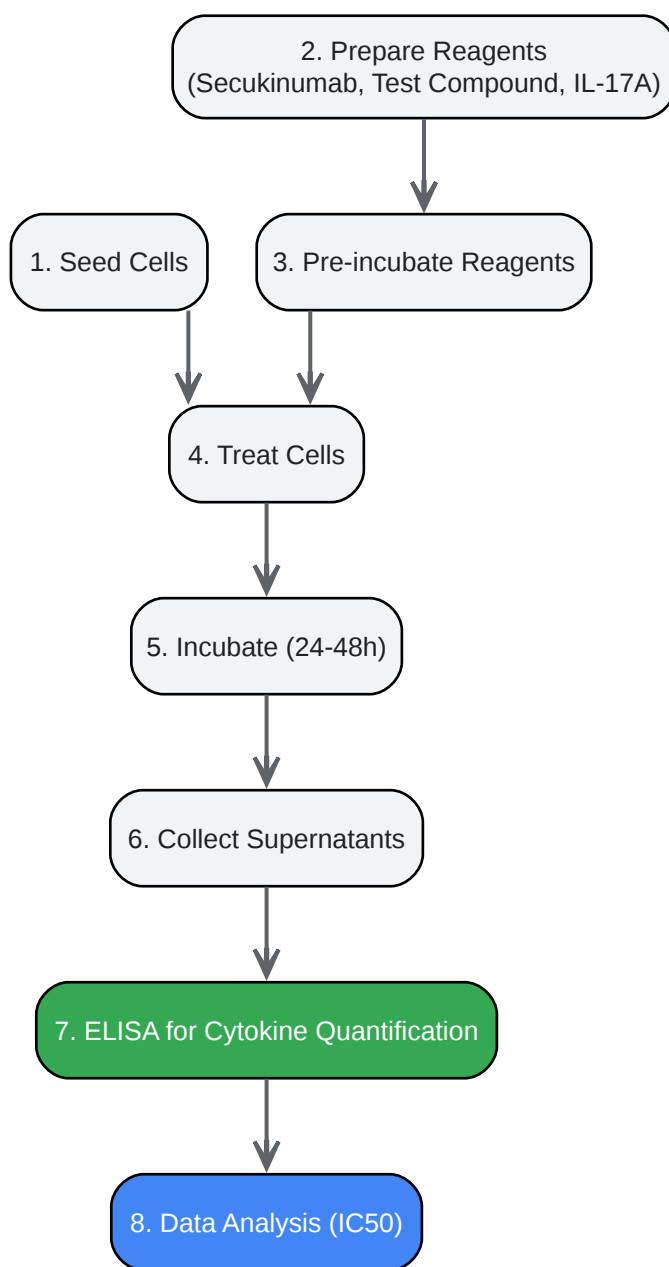 2. Prepare Reagents
(Secukinumab, Test Compound, IL-17A)
1. Seed Cells
3. Pre-incubate Reagents
4. Treat Cells
5. Incubate (24-48h)
6. Collect Supernatants
7. ELISA for Cytokine Quantification
8. Data Analysis (IC50)